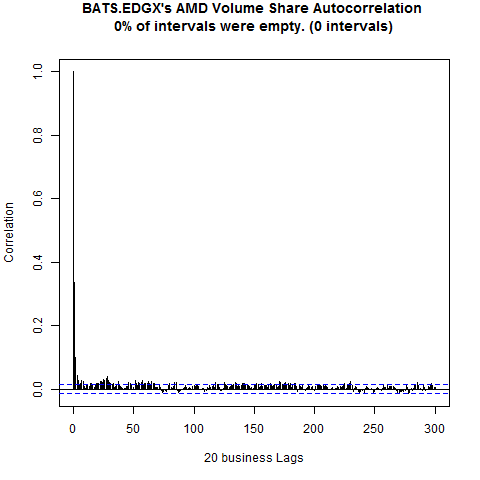 BATS.EDGX's AMD Volume Share Autocorrelation
0% of intervals were empty. (0 intervals)
Correlation
1.0
0.8
0.6
0.4
0.2
0.0
0 50 100 150 200 250 300
20 business Lags